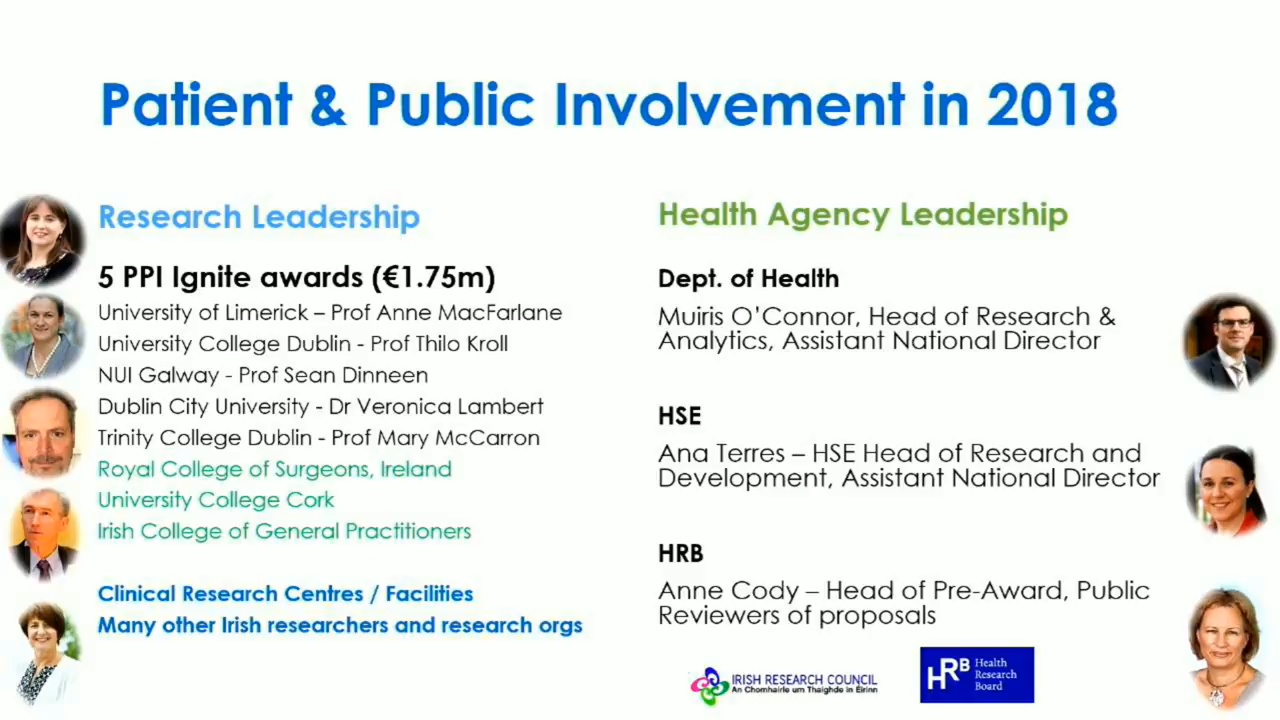 Patient & Public Involvement in 2018
Research Leadership
5 PPI Ignite awards (€1.75m)
University of Limerick – Prof Anne MacFarlane
University College Dublin - Prof Thilo Kroll
NUI Galway - Prof Sean Dinneen
Dublin City University - Dr Veronica Lambert
Trinity College Dublin - Prof Mary McCarron
Royal College of Surgeons, Ireland
University College Cork
Irish College of General Practitioners
Clinical Research Centres / Facilities
Many other Irish researchers and research orgs
Health Agency Leadership
Dept. of Health
Muiris O’Connor, Head of Research &
Analytics, Assistant National Director
HSE
Ana Terres – HSE Head of Research and
Development, Assistant National Director
HRB
Anne Cody – Head of Pre-Award, Public
Reviewers of proposals
IRISH RESEARCH COUNCIL
An Chomhairle um Thaighde in Éirinn
HRB Health
Research
Board